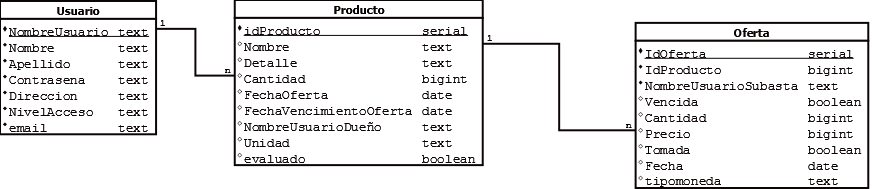 Usuario
NombreUsuario text
Nombre text
Apellido text
Contrasena text
Direccion text
NivelAcceso text
email text
1
n
Producto
idProducto serial
Nombre text
Detalle text
Cantidad bigint
FechaOferta date
FechaVencimientoOferta date
NombreUsuarioDueño text
Unidad text
evaluado boolean
1
n
Oferta
IdOferta serial
IdProducto bigint
NombreUsuarioSubasta text
Vencida boolean
Cantidad bigint
Precio bigint
Tomada boolean
Fecha date
tipomoneda text